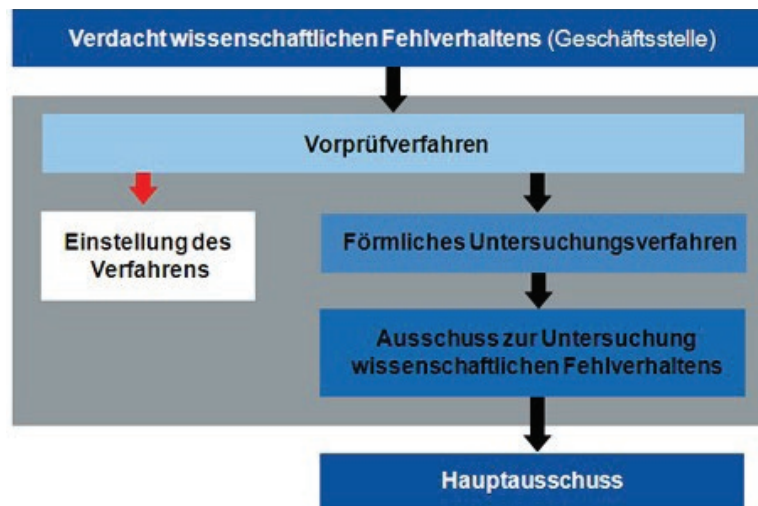 Verdacht wissenschaftlichen Fehlverhaltens (Geschäftsstelle)
Vorprüfverfahren
Einstellung des
Verfahrens
Förmliches Untersuchungsverfahren
Ausschuss zur Untersuchung
wissenschaftlichen Fehlverhaltens
Hauptausschuss